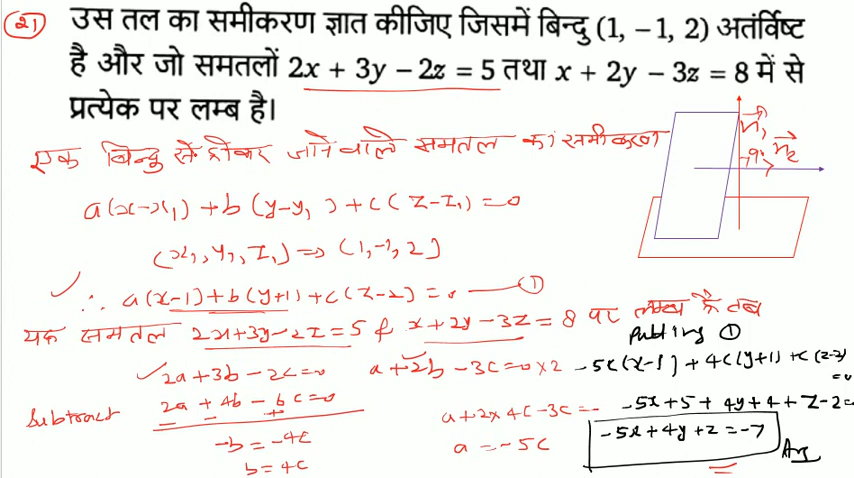 21)
उस तल का समीकरण ज्ञात कीजिए जिसमें बिन्दु (1, −1, 2) अतंर्विष्ट
है और जो समतलों 2x + 3y − 2z = 5 तथा x + 2y − 3z = 8 में से
प्रत्येक पर लम्ब है।
एक बिन्दु से होकर जाने वाले समतल का समीकरण
n⃗₁
n⃗₂
9°
a(x-x₁) + b(y-y₁) + c(z-z₁) = 0
(x₁, y₁, z₁) ⇒ (1, -1, 2)
∴ a(x-1) + b(y+1) + c(z-2) = 0 —— ①
यह समतल 2x+3y-2z=5 & x+2y-3z=8 पर लम्ब है तब
2a+3b-2c=0
a+2b-3c=0 ×2
Subtract 2a+4b-6c=0
- - +
-b = -4c
b = 4c
a+2×4c-3c=-
a = -5c
Putting ①
-5c(x-1) + 4c(y+1) + c(z-2)
=0
-5x+5+4y+4+z-2=
-5x+4y+z=-7
Ans